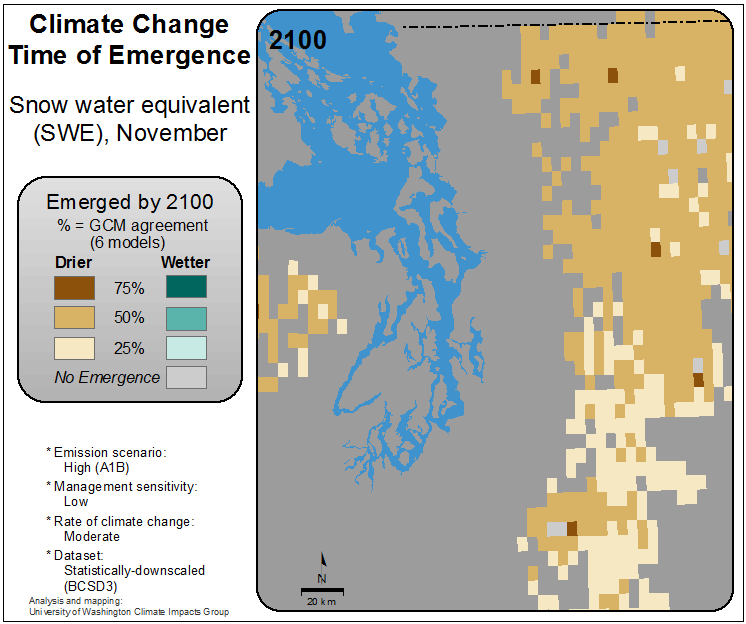 Climate Change
Time of Emergence
Snow water equivalent
(SWE), November
Emerged by 2100
% = GCM agreement
(6 models)
Drier Wetter
75%
50%
25%
No Emergence
* Emission scenario:
High (A1B)
* Management sensitivity:
Low
* Rate of climate change:
Moderate
* Dataset:
Statistically-downscaled
(BCSD3)
Analysis and mapping:
University of Washington Climate Impacts Group
2100
N
20 km